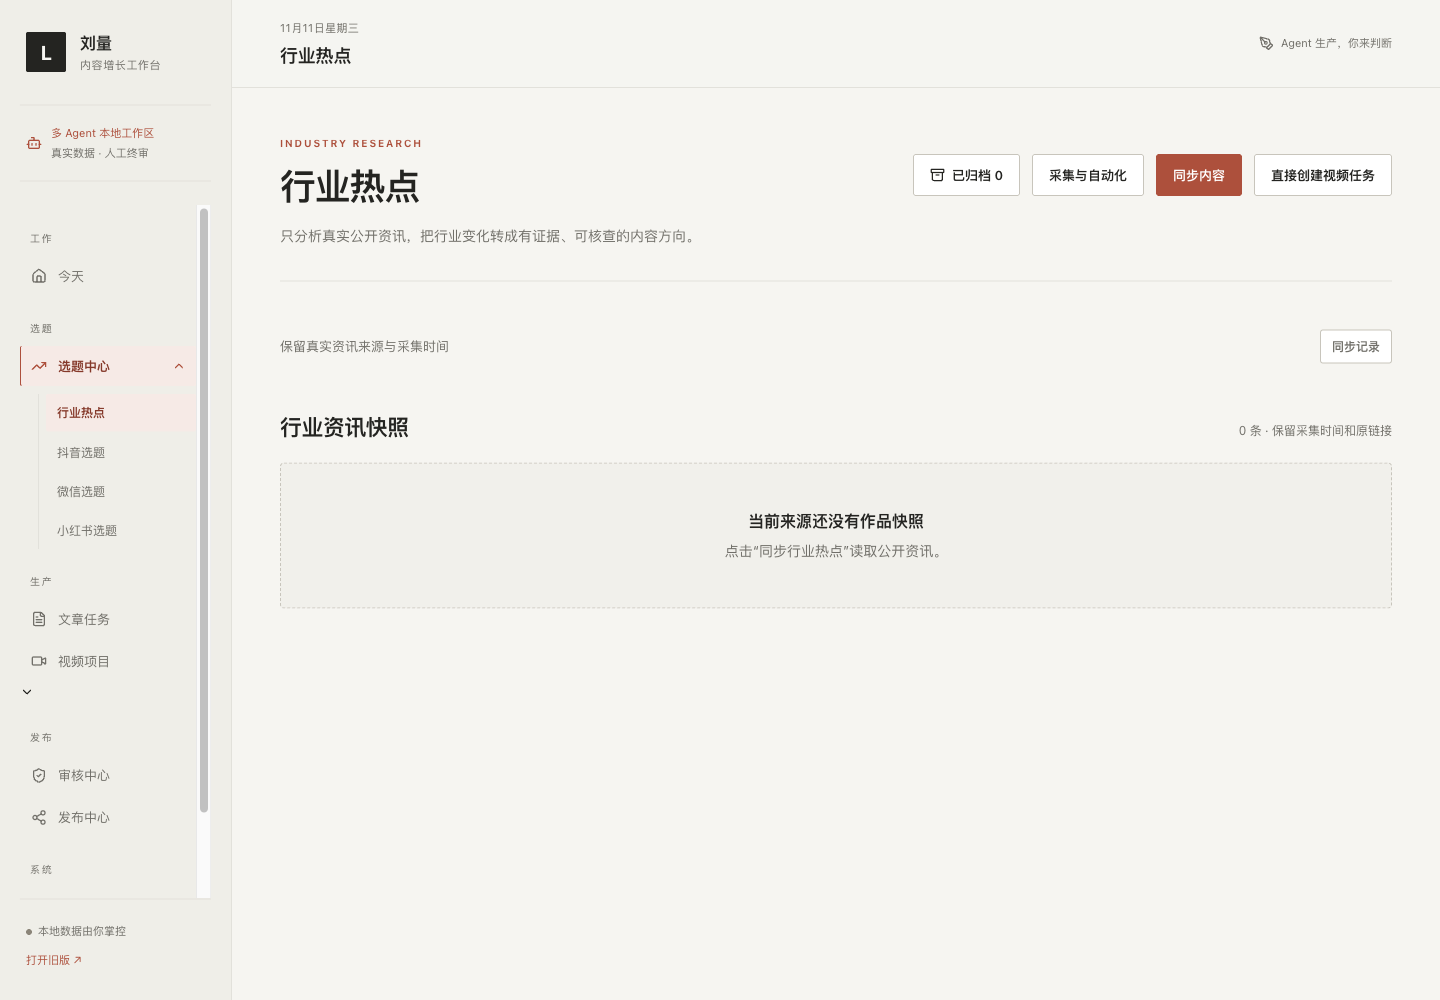 L
刘量
内容增长工作台
多 Agent 本地工作区
真实数据 · 人工终审
工作
今天
选题
选题中心
行业热点
抖音选题
微信选题
小红书选题
生产
文章任务
视频项目
发布
审核中心
发布中心
系统
本地数据由你掌控
打开旧版 ↗
11月11日星期三
行业热点
Agent 生产，你来判断
INDUSTRY RESEARCH
行业热点
只分析真实公开资讯，把行业变化转成有证据、可核查的内容方向。
已归档 0
采集与自动化
同步内容
直接创建视频任务
保留真实资讯来源与采集时间
同步记录
行业资讯快照
0 条 · 保留采集时间和原链接
当前来源还没有作品快照
点击“同步行业热点”读取公开资讯。